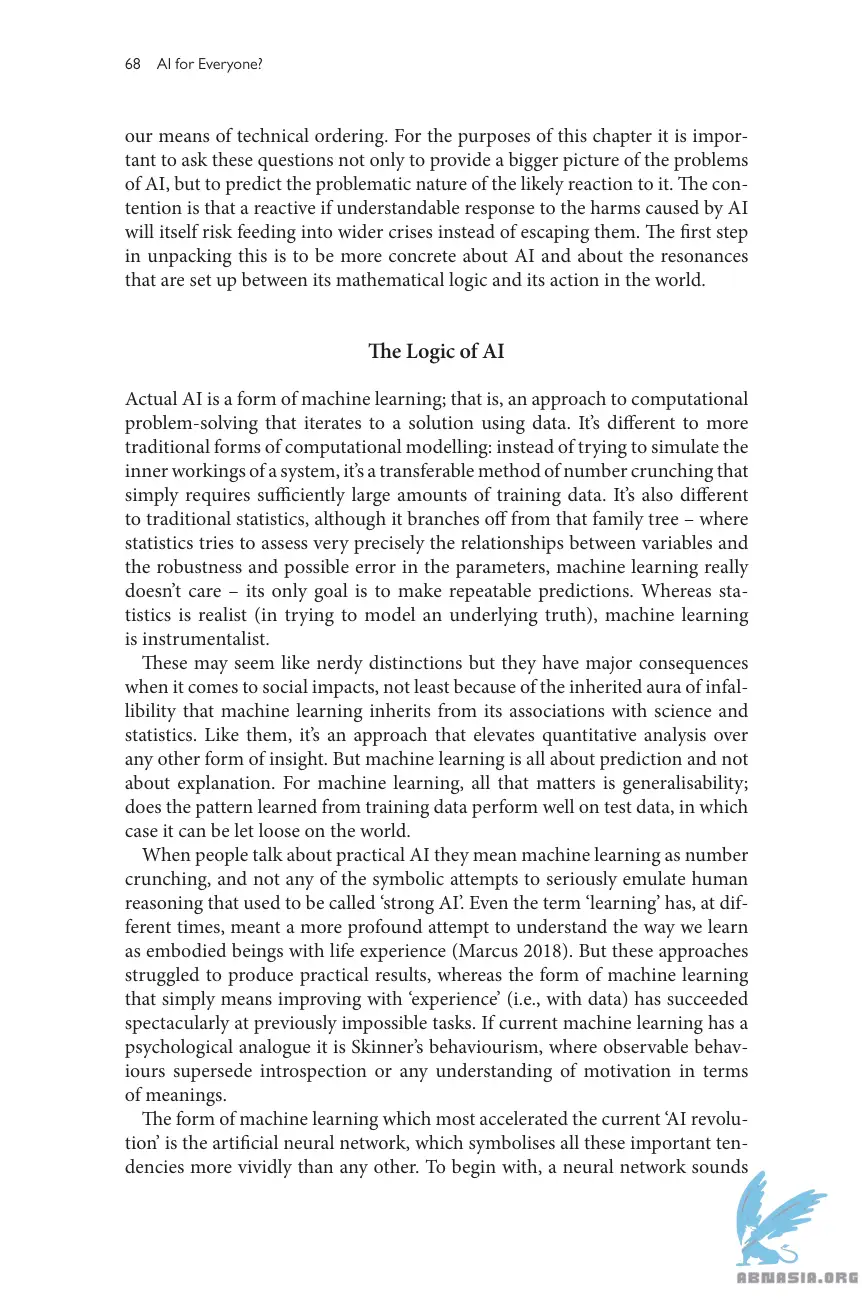 68 AI for Everyone?
our means of technical ordering. For the purposes of this chapter it is impor-
tant to ask these questions not only to provide a bigger picture of the problems
of AI, but to predict the problematic nature of the likely reaction to it. The con-
tention is that a reactive if understandable response to the harms caused by AI
will itself risk feeding into wider crises instead of escaping them. The first step
in unpacking this is to be more concrete about AI and about the resonances
that are set up between its mathematical logic and its action in the world.
The Logic of AI
Actual AI is a form of machine learning; that is, an approach to computational
problem-solving that iterates to a solution using data. It’s different to more
traditional forms of computational modelling: instead of trying to simulate the
inner workings of a system, it’s a transferable method of number crunching that
simply requires sufficiently large amounts of training data. It’s also different
to traditional statistics, although it branches off from that family tree – where
statistics tries to assess very precisely the relationships between variables and
the robustness and possible error in the parameters, machine learning really
doesn’t care – its only goal is to make repeatable predictions. Whereas sta-
tistics is realist (in trying to model an underlying truth), machine learning
is instrumentalist.
These may seem like nerdy distinctions but they have major consequences
when it comes to social impacts, not least because of the inherited aura of infal-
libility that machine learning inherits from its associations with science and
statistics. Like them, it’s an approach that elevates quantitative analysis over
any other form of insight. But machine learning is all about prediction and not
about explanation. For machine learning, all that matters is generalisability;
does the pattern learned from training data perform well on test data, in which
case it can be let loose on the world.
When people talk about practical AI they mean machine learning as number
crunching, and not any of the symbolic attempts to seriously emulate human
reasoning that used to be called ‘strong AI’. Even the term ‘learning’ has, at dif-
ferent times, meant a more profound attempt to understand the way we learn
as embodied beings with life experience (Marcus 2018). But these approaches
struggled to produce practical results, whereas the form of machine learning
that simply means improving with ‘experience’ (i.e., with data) has succeeded
spectacularly at previously impossible tasks. If current machine learning has a
psychological analogue it is Skinner’s behaviourism, where observable behav-
iours supersede introspection or any understanding of motivation in terms
of meanings.
The form of machine learning which most accelerated the current ‘AI revolu-
tion’ is the artificial neural network, which symbolises all these important ten-
dencies more vividly than any other. To begin with, a neural network sounds
ABNASIA.ORG